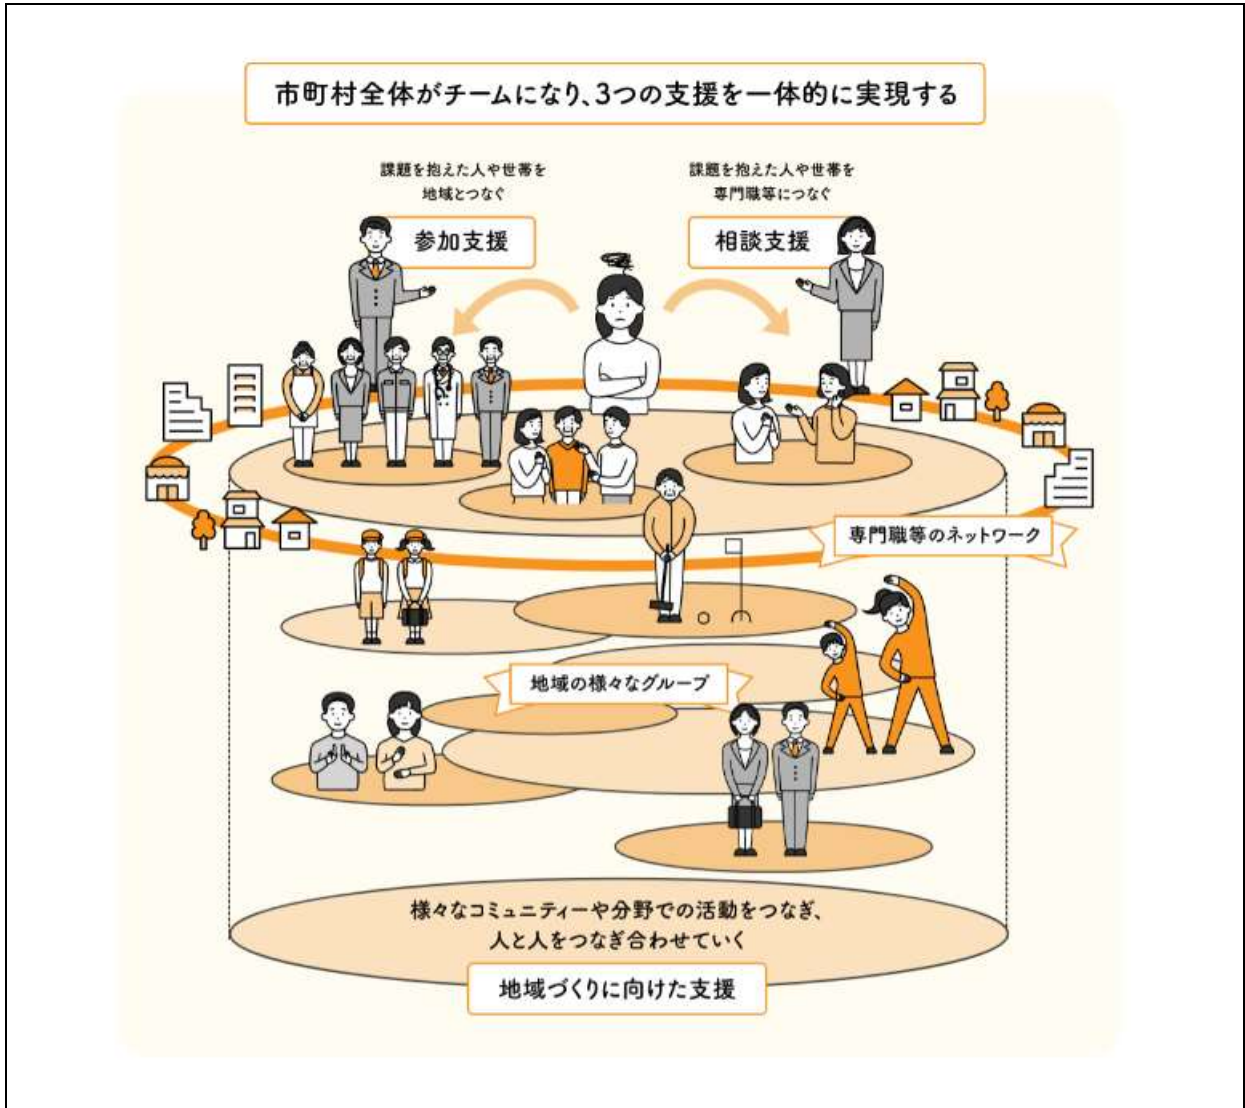 市町村全体がチームになり、3つの支援を一体的に実現する
課題を抱えた人や世帯を
地域とつなぐ
参加支援
課題を抱えた人や世帯を
専門職等につなぐ
相談支援
専門職等のネットワーク
地域の様々なグループ
様々なコミュニティーや分野での活動をつなぎ、
人と人をつなぎ合わせていく
地域づくりに向けた支援